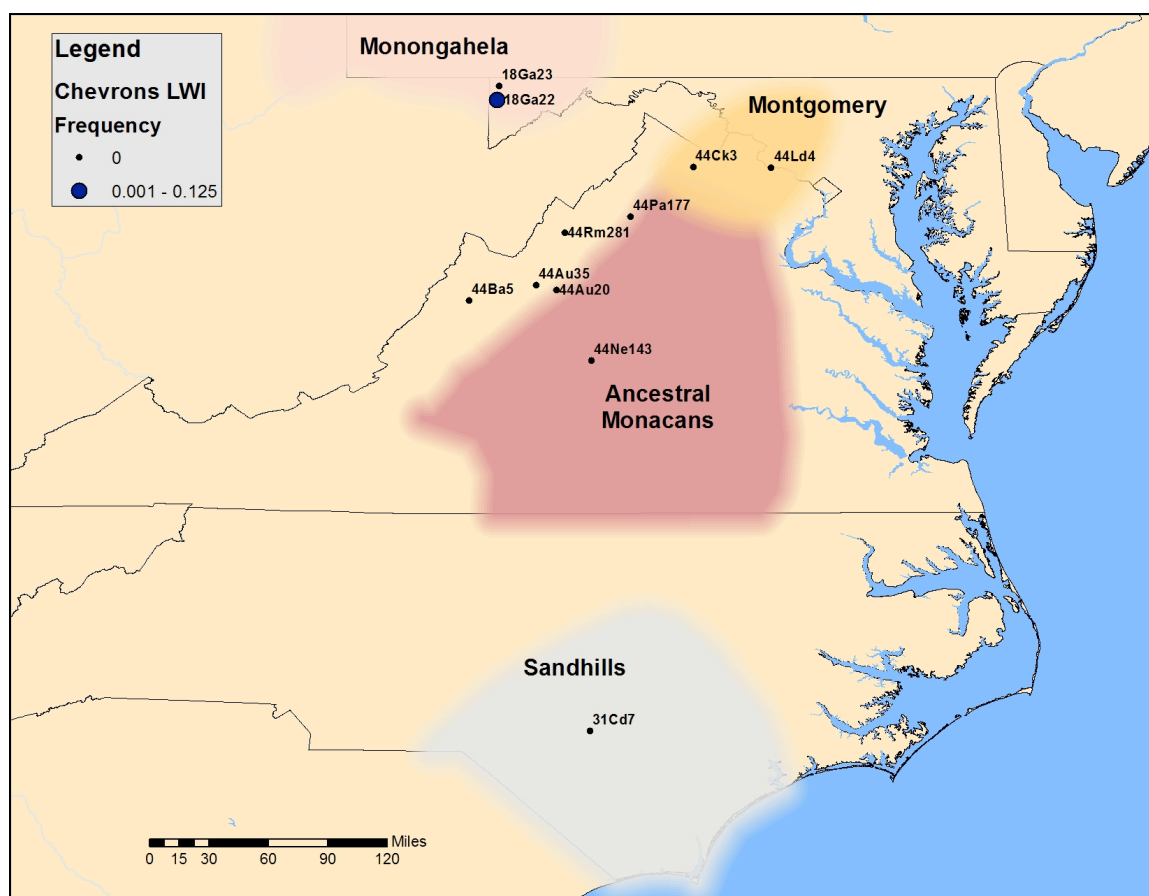 Legend
Chevrons LWI
Frequency
0
0.001 - 0.125
Monongahela
18Ga23
18Ga22
Montgomery
44Ck3
44Ld4
44Pa177
44Rm281
44Au35
44Au20
44Ba5
44Ne143
Ancestral
Monacans
Sandhills
31Cd7
Miles
0 15 30 60 90 120